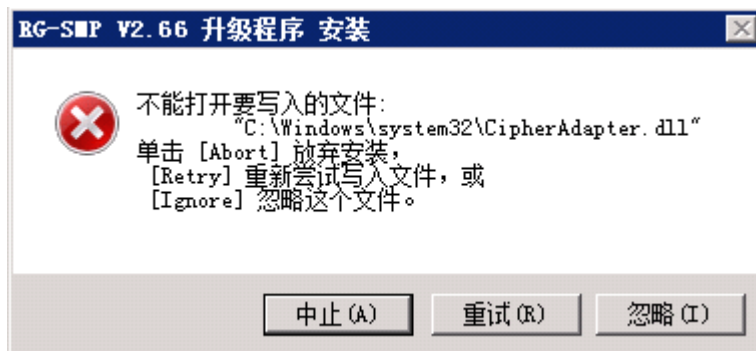 RG-SMP V2.66 升级程序 安装
不能打开要写入的文件:
"C:\Windows\system32\CipherAdapter.dll"
单击 [Abort] 放弃安装，
[Retry] 重新尝试写入文件，或
[Ignore] 忽略这个文件。
中止(A) 重试(R) 忽略(I)